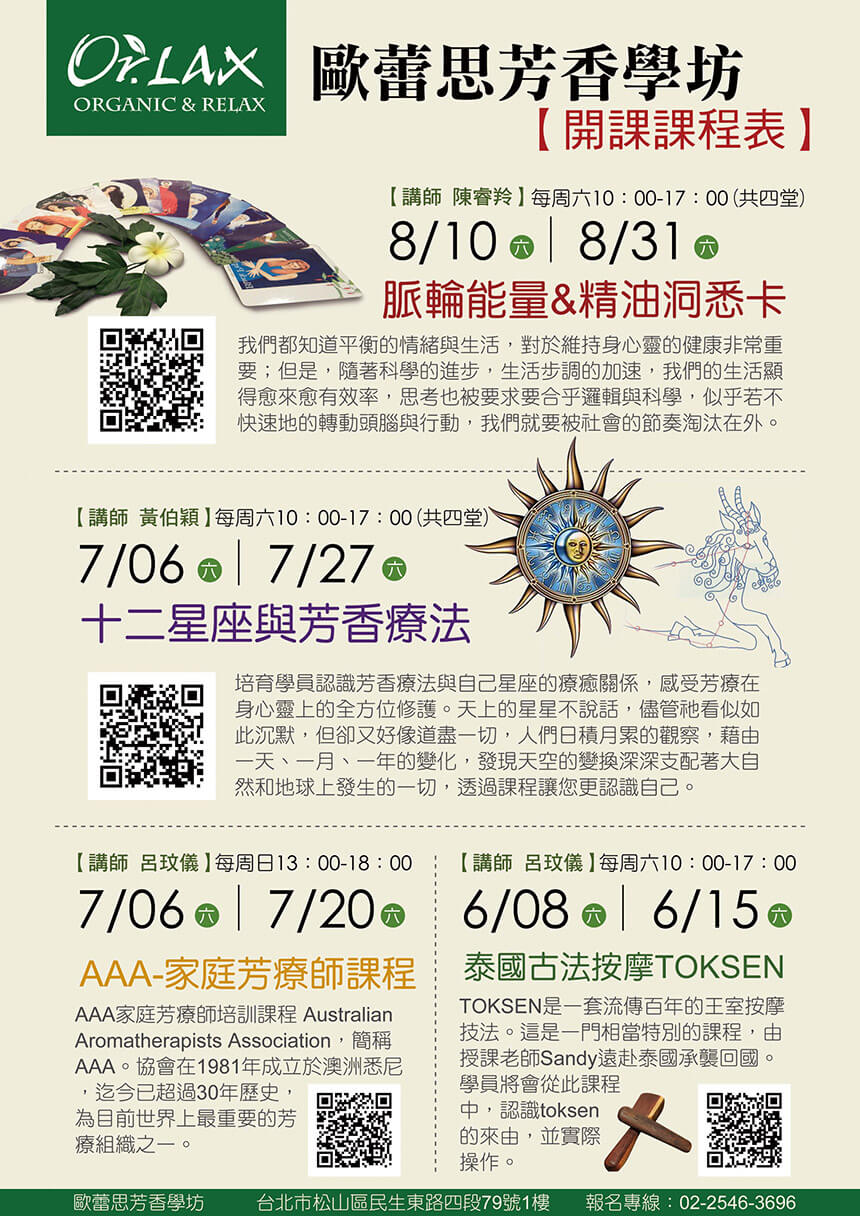 Or.LAX
ORGANIC & RELAX
歐蕾思芳香學坊
【開課課程表】
【講師 陳睿羚】每周六10：00-17：00(共四堂)
8/10 六 | 8/31 六
脈輪能量&精油洞悉卡
我們都知道平衡的情緒與生活，對於維持身心靈的健康非常重
要；但是，隨著科學的進步，生活步調的加速，我們的生活顯
得愈來愈有效率，思考也被要求要合乎邏輯與科學，似乎若不
快速地的轉動頭腦與行動，我們就要被社會的節奏淘汰在外。
【講師 黃伯穎】每周六10：00-17：00(共四堂)
7/06 六 | 7/27 六
十二星座與芳香療法
培育學員認識芳香療法與自己星座的療癒關係，感受芳療在
身心靈上的全方位修護。天上的星星不說話，儘管祂看似如
此沉默，但卻又好像道盡一切，人們日積月累的觀察，藉由
一天、一月、一年的變化，發現天空的變換深深支配著大自
然和地球上發生的一切，透過課程讓您更認識自己。
【講師 呂玟儀】每周日13：00-18：00
7/06 六 | 7/20 六
AAA-家庭芳療師課程
AAA家庭芳療師培訓課程 Australian
Aromatherapists Association，簡稱
AAA。協會在1981年成立於澳洲悉尼
，迄今已超過30年歷史，
為目前世界上最重要的芳
療組織之一。
【講師 呂玟儀】每周六10：00-17：00
6/08 六 | 6/15 六
泰國古法按摩TOKSEN
TOKSEN是一套流傳百年的王室按摩
技法。這是一門相當特別的課程，由
授課老師Sandy遠赴泰國承襲回國。
學員將會從此課程
中，認識toksen
的來由，並實際
操作。
歐蕾思芳香學坊 台北市松山區民生東路四段79號1樓 報名專線：02-2546-3696